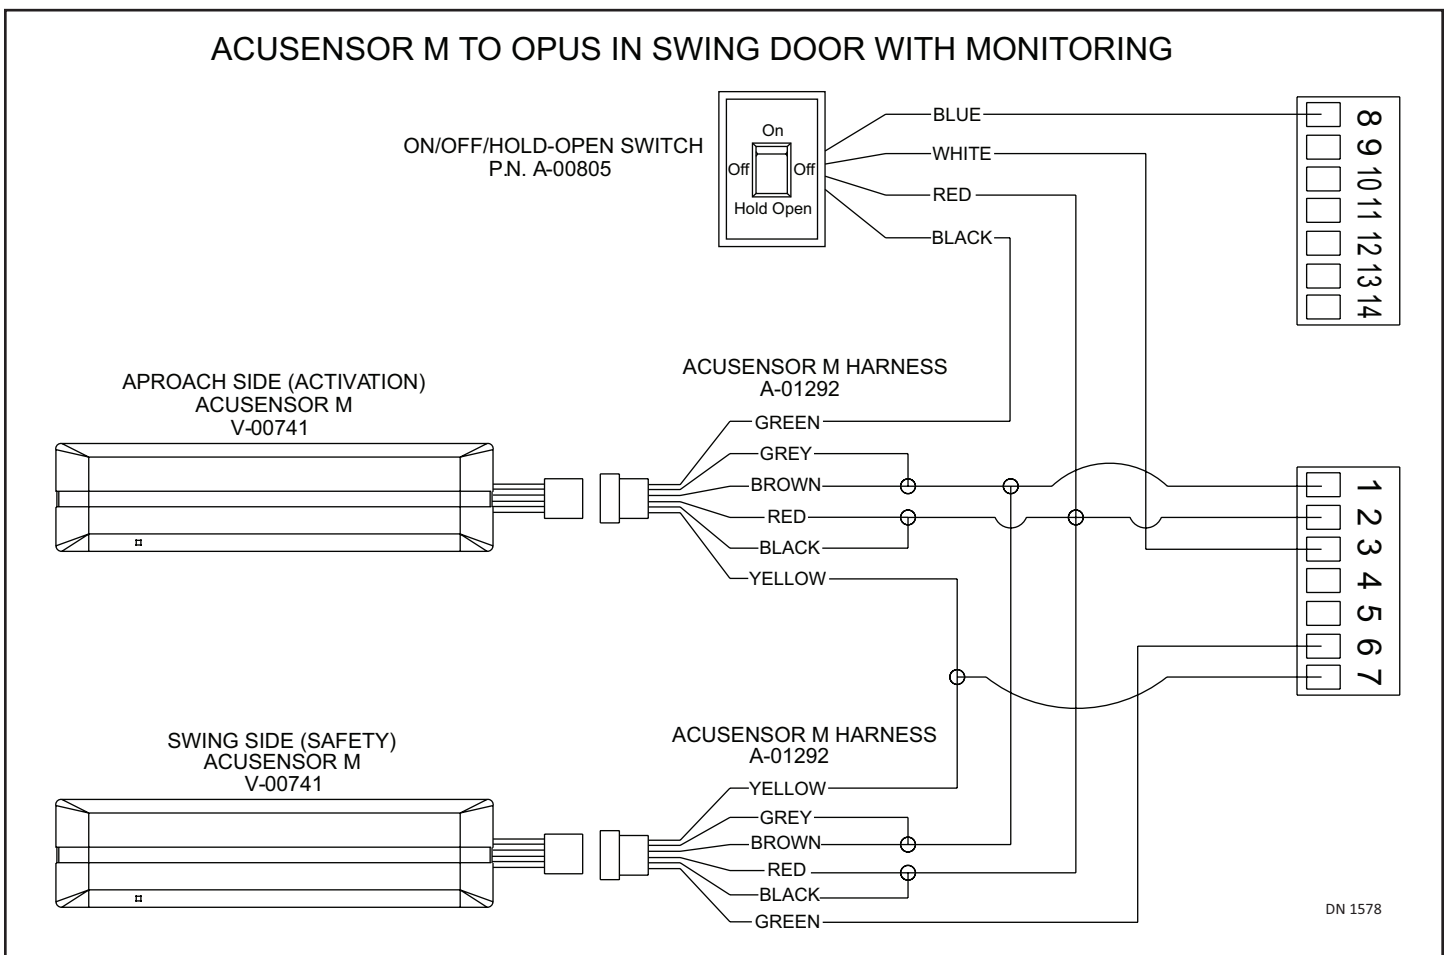 ACUSENSOR M TO OPUS IN SWING DOOR WITH MONITORING
ON/OFF/HOLD-OPEN SWITCH
P.N. A-00805
On
Off
Off
Hold Open
BLUE
WHITE
RED
BLACK
8
9
10
11
12
13
14
APROACH SIDE (ACTIVATION)
ACUSENSOR M
V-00741
ACUSENSOR M HARNESS
A-01292
GREEN
GREY
BROWN
RED
BLACK
YELLOW
1
2
3
4
5
6
7
SWING SIDE (SAFETY)
ACUSENSOR M
V-00741
ACUSENSOR M HARNESS
A-01292
YELLOW
GREY
BROWN
RED
BLACK
GREEN
DN 1578